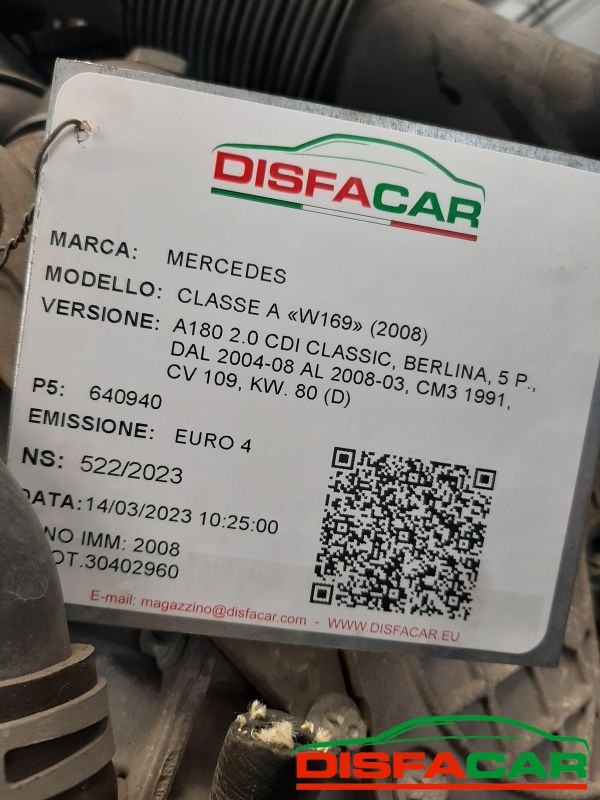 DISFACAR
MARCA: MERCEDES
MODELLO: CLASSE A «W169» (2008)
VERSIONE: A180 2.0 CDI CLASSIC, BERLINA, 5 P.,
DAL 2004-08 AL 2008-03, CM3 1991,
CV 109, KW. 80 (D)
P5: 640940
EMISSIONE: EURO 4
NS: 522/2023
DATA:14/03/2023 10:25:00
NO IMM: 2008
OT.30402960
E-mail: magazzino@disfacar.com - WWW.DISFACAR.EU
DISFACAR